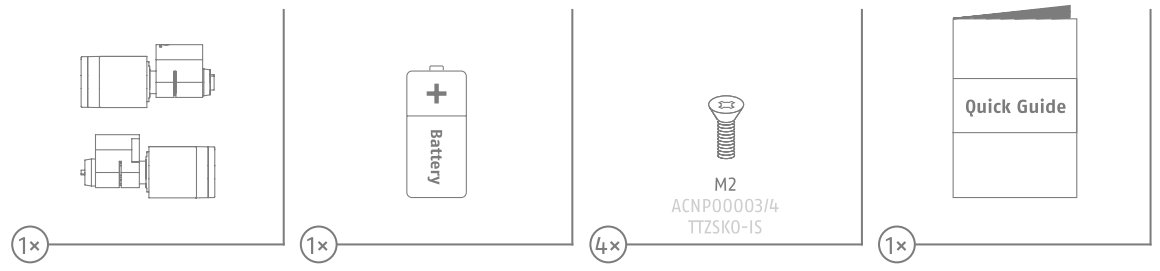 Battery
M2
ACNP00003/4
TTZSK0-IS
Quick Guide
1×
1×
4×
1×